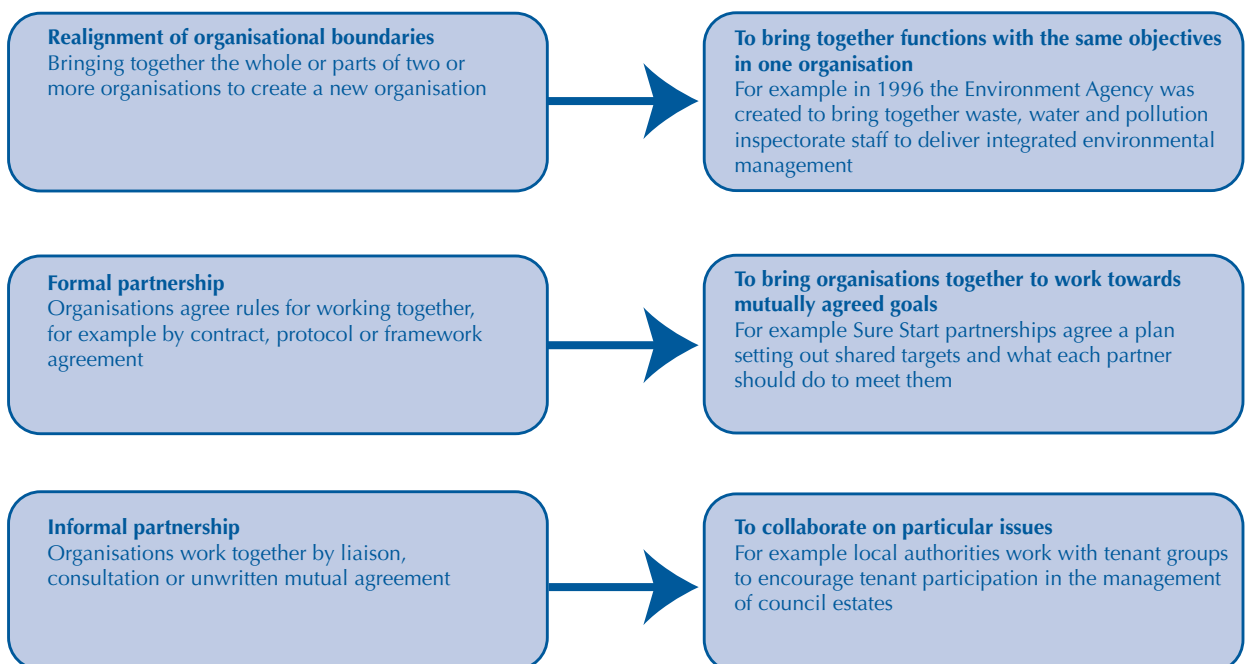 Realignment of organisational boundaries
Bringing together the whole or parts of two or
more organisations to create a new organisation
To bring together functions with the same objectives
in one organisation
For example in 1996 the Environment Agency was
created to bring together waste, water and pollution
inspectorate staff to deliver integrated environmental
management
Formal partnership
Organisations agree rules for working together,
for example by contract, protocol or framework
agreement
To bring organisations together to work towards
mutually agreed goals
For example Sure Start partnerships agree a plan
setting out shared targets and what each partner
should do to meet them
Informal partnership
Organisations work together by liaison,
consultation or unwritten mutual agreement
To collaborate on particular issues
For example local authorities work with tenant groups
to encourage tenant participation in the management
of council estates